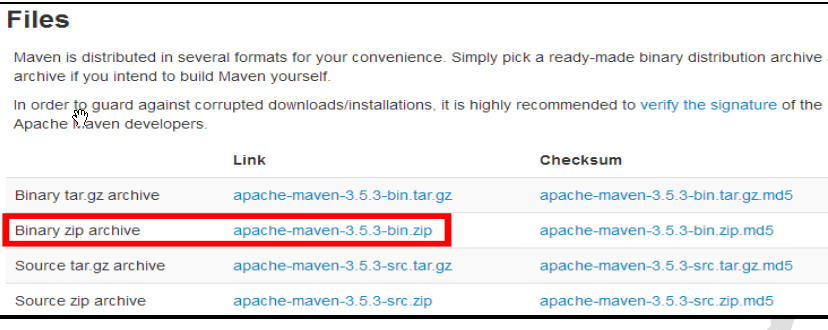 Files
Maven is distributed in several formats for your convenience. Simply pick a ready-made binary distribution archive
archive if you intend to build Maven yourself.
In order to guard against corrupted downloads/installations, it is highly recommended to verify the signature of the
Apache Maven developers.
Link Checksum
Binary tar.gz archive apache-maven-3.5.3-bin.tar.gz apache-maven-3.5.3-bin.tar.gz.md5
Binary zip archive apache-maven-3.5.3-bin.zip apache-maven-3.5.3-bin.zip.md5
Source tar.gz archive apache-maven-3.5.3-src.tar.gz apache-maven-3.5.3-src.tar.gz.md5
Source zip archive apache-maven-3.5.3-src.zip apache-maven-3.5.3-src.zip.md5